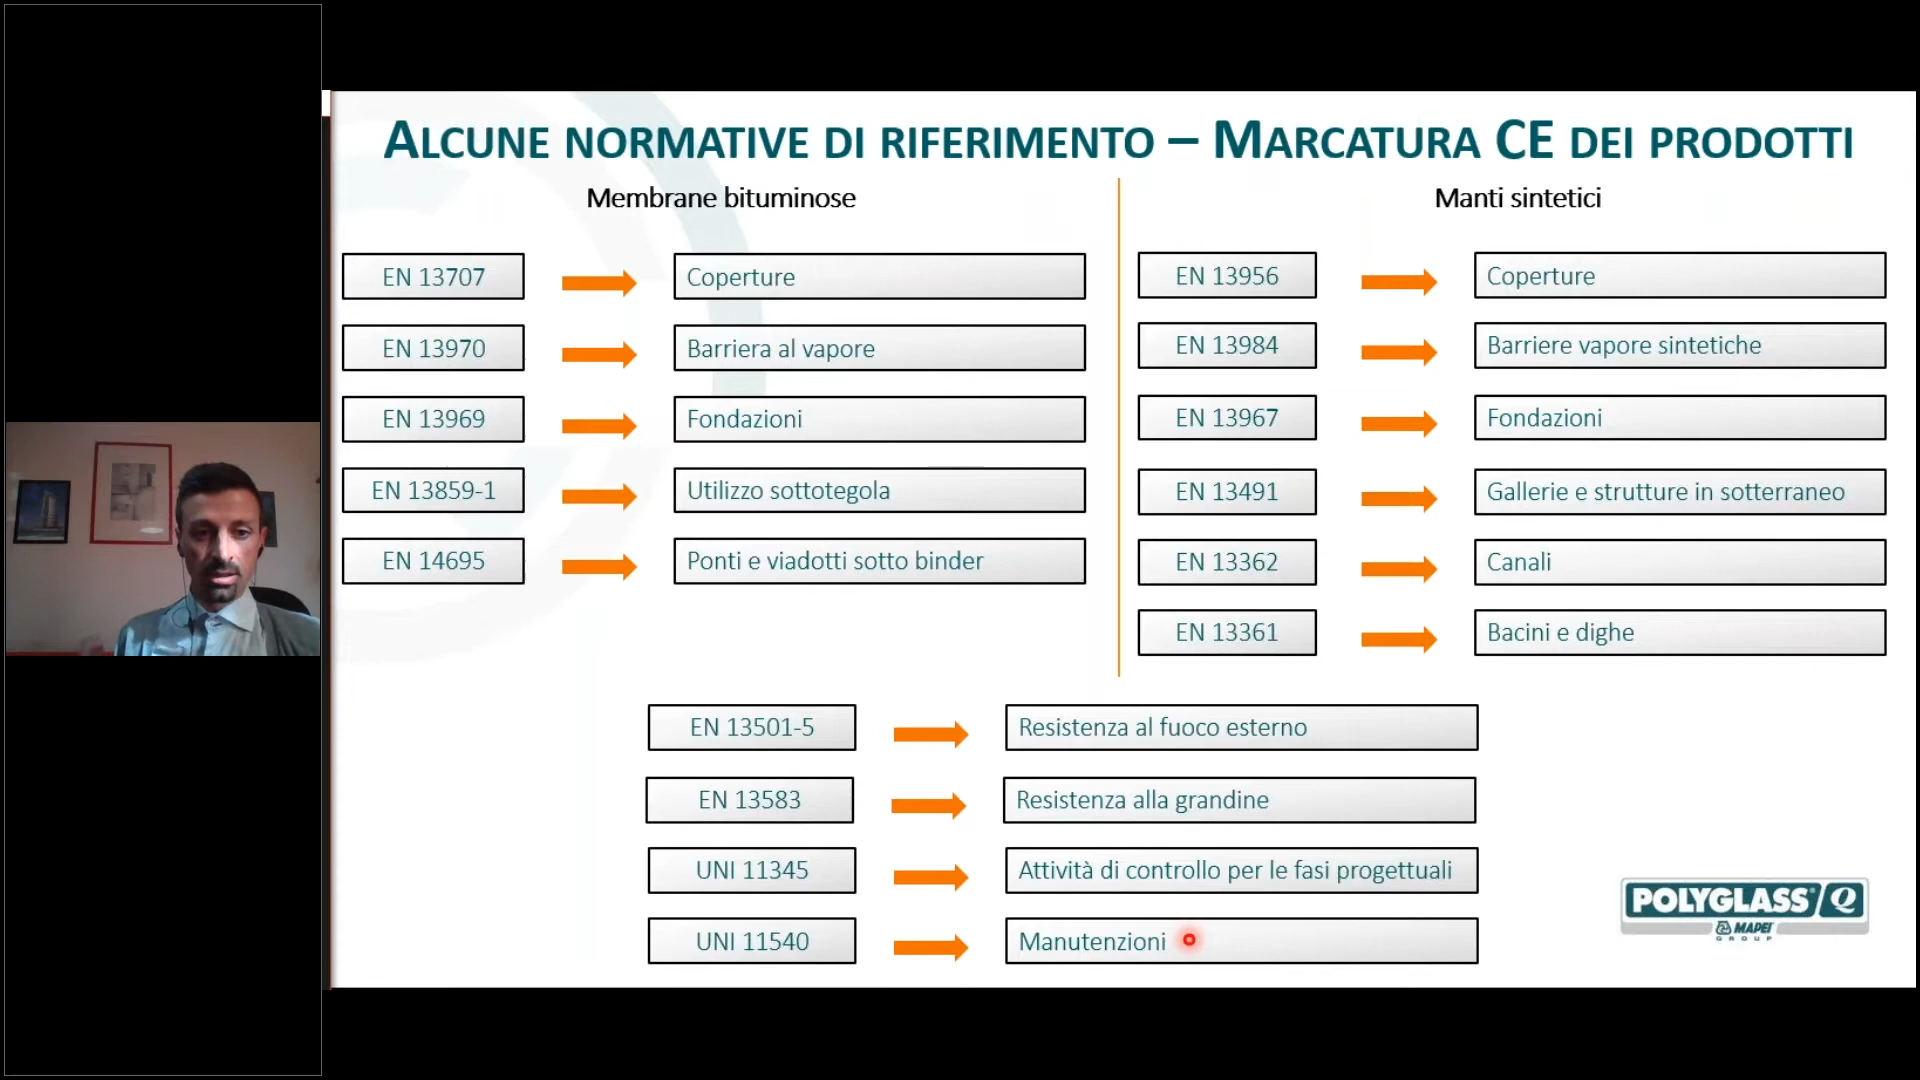 ALCUNE NORMATIVE DI RIFERIMENTO – MARCATURA CE DEI PRODOTTI
Membrane bituminose
EN 13707 Coperture
EN 13970 Barriera al vapore
EN 13969 Fondazioni
EN 13859-1 Utilizzo sottotegola
EN 14695 Ponti e viadotti sotto binder
Manti sintetici
EN 13956 Coperture
EN 13984 Barriere vapore sintetiche
EN 13967 Fondazioni
EN 13491 Gallerie e strutture in sotterraneo
EN 13362 Canali
EN 13361 Bacini e dighe
EN 13501-5 Resistenza al fuoco esterno
EN 13583 Resistenza alla grandine
UNI 11345 Attività di controllo per le fasi progettuali
UNI 11540 Manutenzioni
POLYGLASS® Q
MAPEI
GROUP